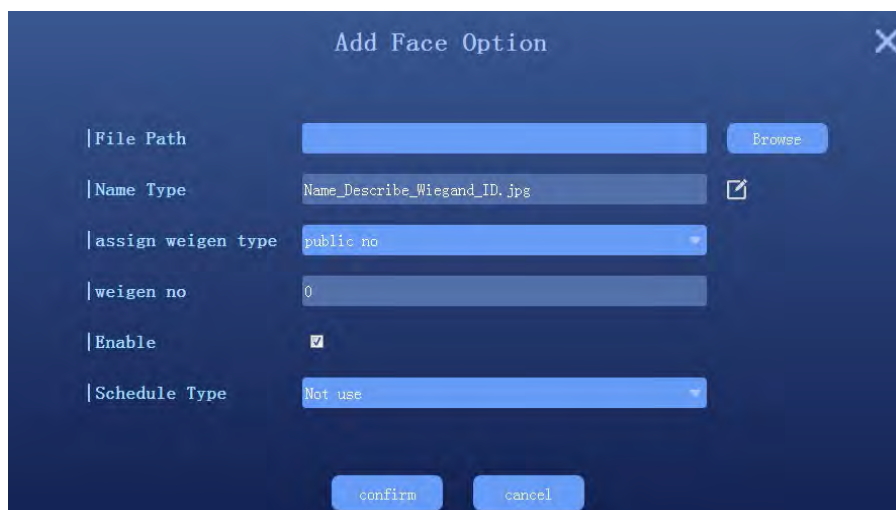 Add Face Option
File Path
Browse
Name Type
Name_Describe_Wiegand_ID.jpg
assign weigen type
public no
weigen no
0
Enable
Schedule Type
Not use
confirm
cancel